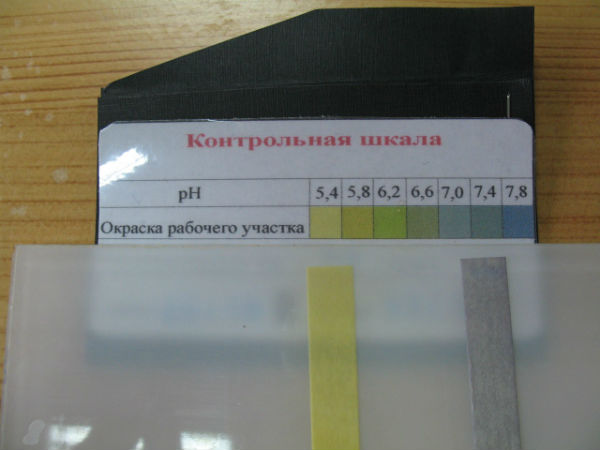 Контрольная шкала
pH 5,4 5,8 6,2 6,6 7,0 7,4 7,8
Окраска рабочего участка